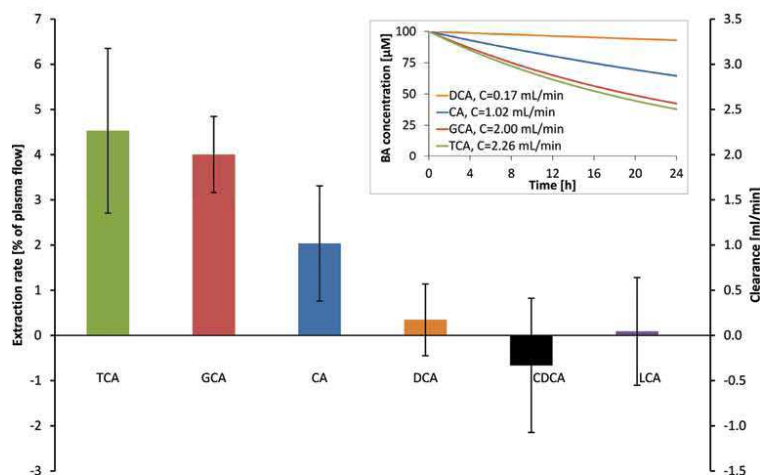 Extraction rate [% of plasma flow]
7
6
5
4
3
2
1
0
-1
-2
-3
TCA
GCA
CA
DCA
CDCA
LCA
BA concentration [µM]
100
75
50
25
0
DCA, C=0.17 mL/min
CA, C=1.02 mL/min
GCA, C=2.00 mL/min
TCA, C=2.26 mL/min
0 4 8 12 16 20 24
Time [h]
3.5
3.0
2.5
2.0
1.5
1.0
0.5
0.0
-0.5
-1.0
-1.5
Clearance [ml/min]